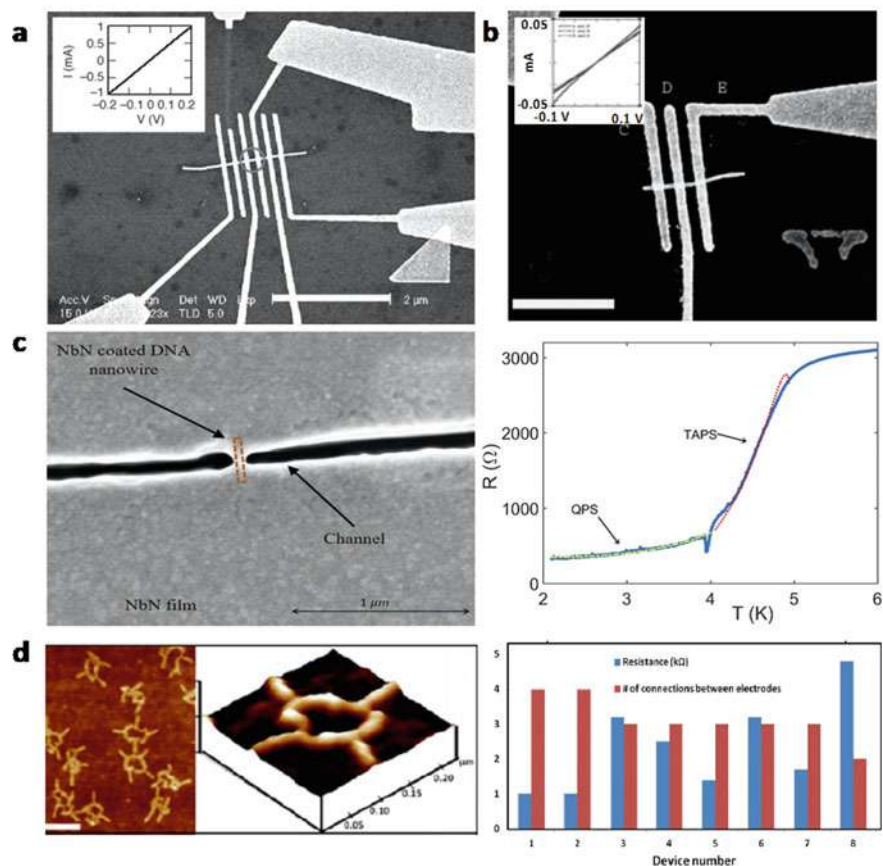 a
1
0.5
0
-0.5
-1
I (mA)
-0.2 0 0.2
V (V)
Acc.V
Det WD
15.0
23x TLD 5.0
2 μm
b
0.05
mA
-0.05
-0.1 V 0.1 V
C
D
E
c
NbN coated DNA
nanowire
Channel
NbN film
1 μm
3000
2000
1000
0
R (Ω)
TAPS
QPS
2 3 4 5 6
T (K)
d
μm
0.20
0.15
0.10
0.05
5
4
3
2
1
0
Resistance (kΩ)
# of connections between electrodes
1 2 3 4 5 6 7 8
Device number